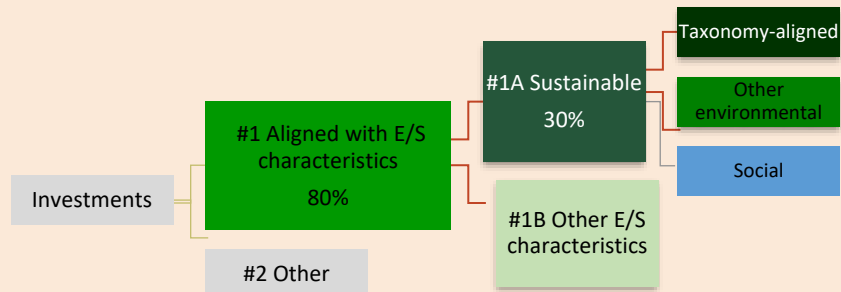 Investments
#1 Aligned with E/S
characteristics
80%
#2 Other
#1A Sustainable
30%
#1B Other E/S
characteristics
Taxonomy-aligned
Other
environmental
Social